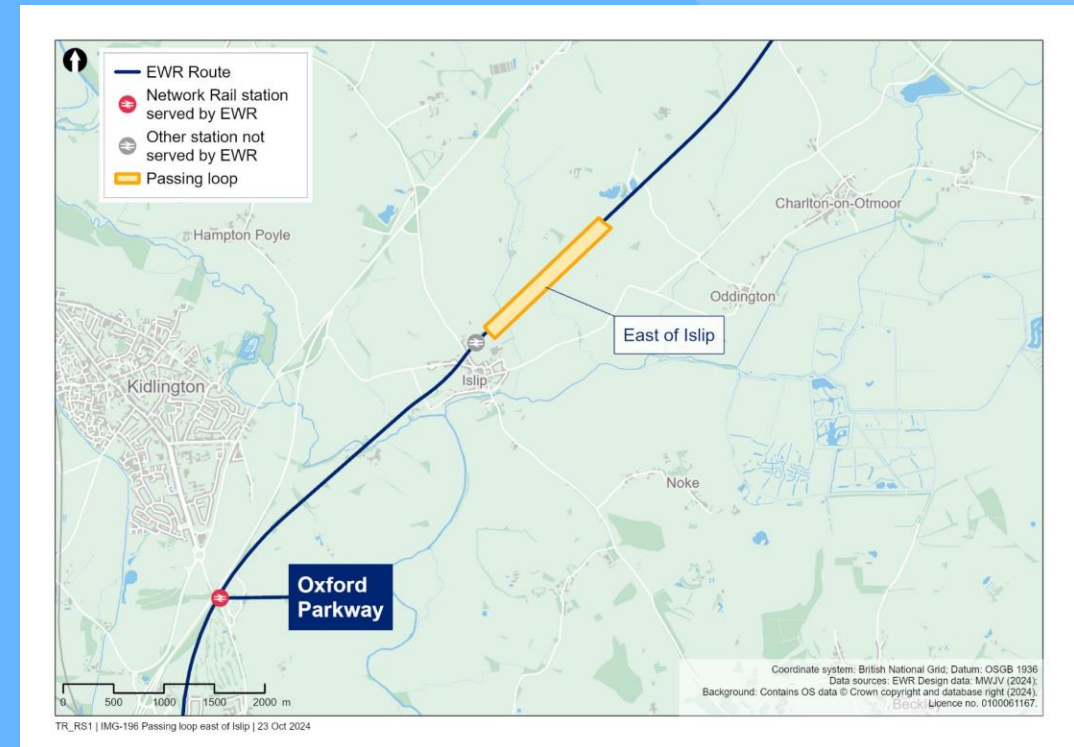 EWR Route
Network Rail station
served by EWR
Other station not
served by EWR
Passing loop
Hampton Poyle
Charlton-on-Otmoor
Oddington
East of Islip
Islip
Kidlington
Noke
Oxford
Parkway
0 500 1000 1500 2000 m
Coordinate system: British National Grid; Datum: OSGB 1936
Data sources: EWR Design data: MWJV (2024);
Background: Contains OS data © Crown copyright and database right (2024).
Beckley
Licence no. 0100061167.
TR_RS1 | IMG-196 Passing loop east of Islip | 23 Oct 2024